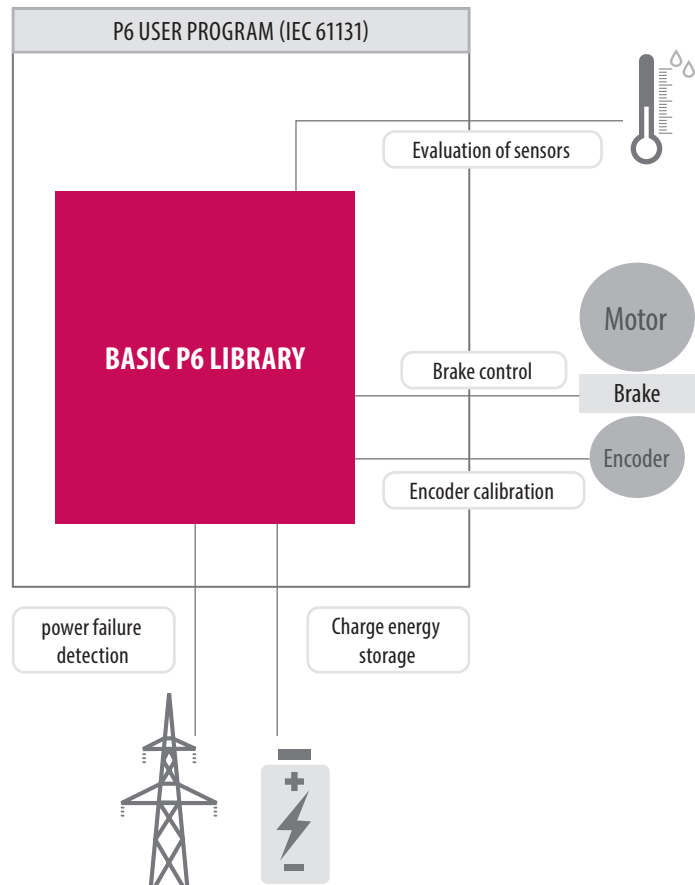 P6 USER PROGRAM (IEC 61131)
Evaluation of sensors
BASIC P6 LIBRARY
Motor
Brake control
Brake
Encoder
Encoder calibration
power failure
detection
Charge energy
storage